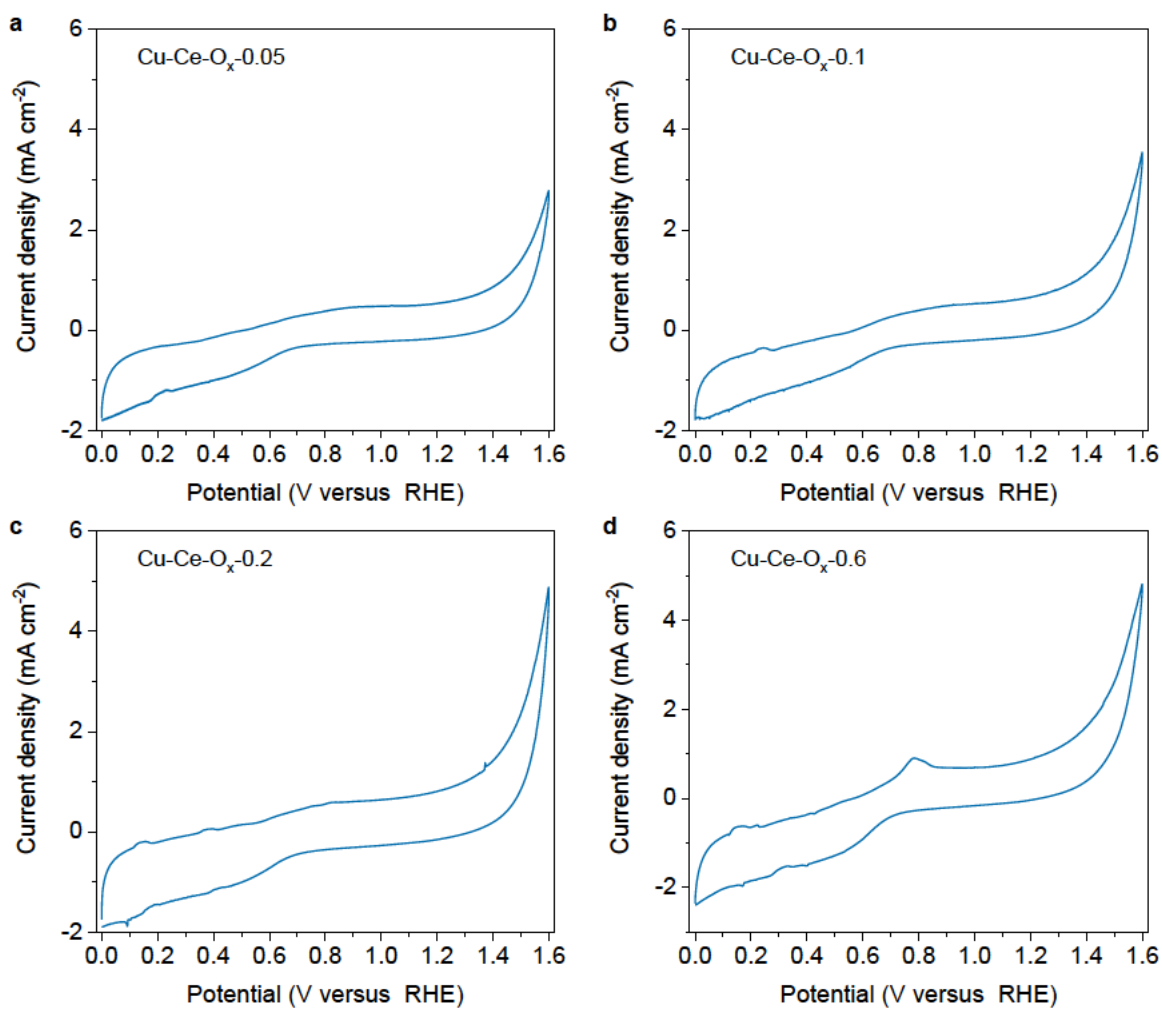 a
Cu-Ce-Oₓ-0.05
Current density (mA cm⁻²)
6
4
2
0
-2
0.0 0.2 0.4 0.6 0.8 1.0 1.2 1.4 1.6
Potential (V versus RHE)
b
Cu-Ce-Oₓ-0.1
Current density (mA cm⁻²)
6
4
2
0
-2
0.0 0.2 0.4 0.6 0.8 1.0 1.2 1.4 1.6
Potential (V versus RHE)
c
Cu-Ce-Oₓ-0.2
Current density (mA cm⁻²)
6
4
2
0
-2
0.0 0.2 0.4 0.6 0.8 1.0 1.2 1.4 1.6
Potential (V versus RHE)
d
Cu-Ce-Oₓ-0.6
Current density (mA cm⁻²)
6
4
2
0
-2
0.0 0.2 0.4 0.6 0.8 1.0 1.2 1.4 1.6
Potential (V versus RHE)